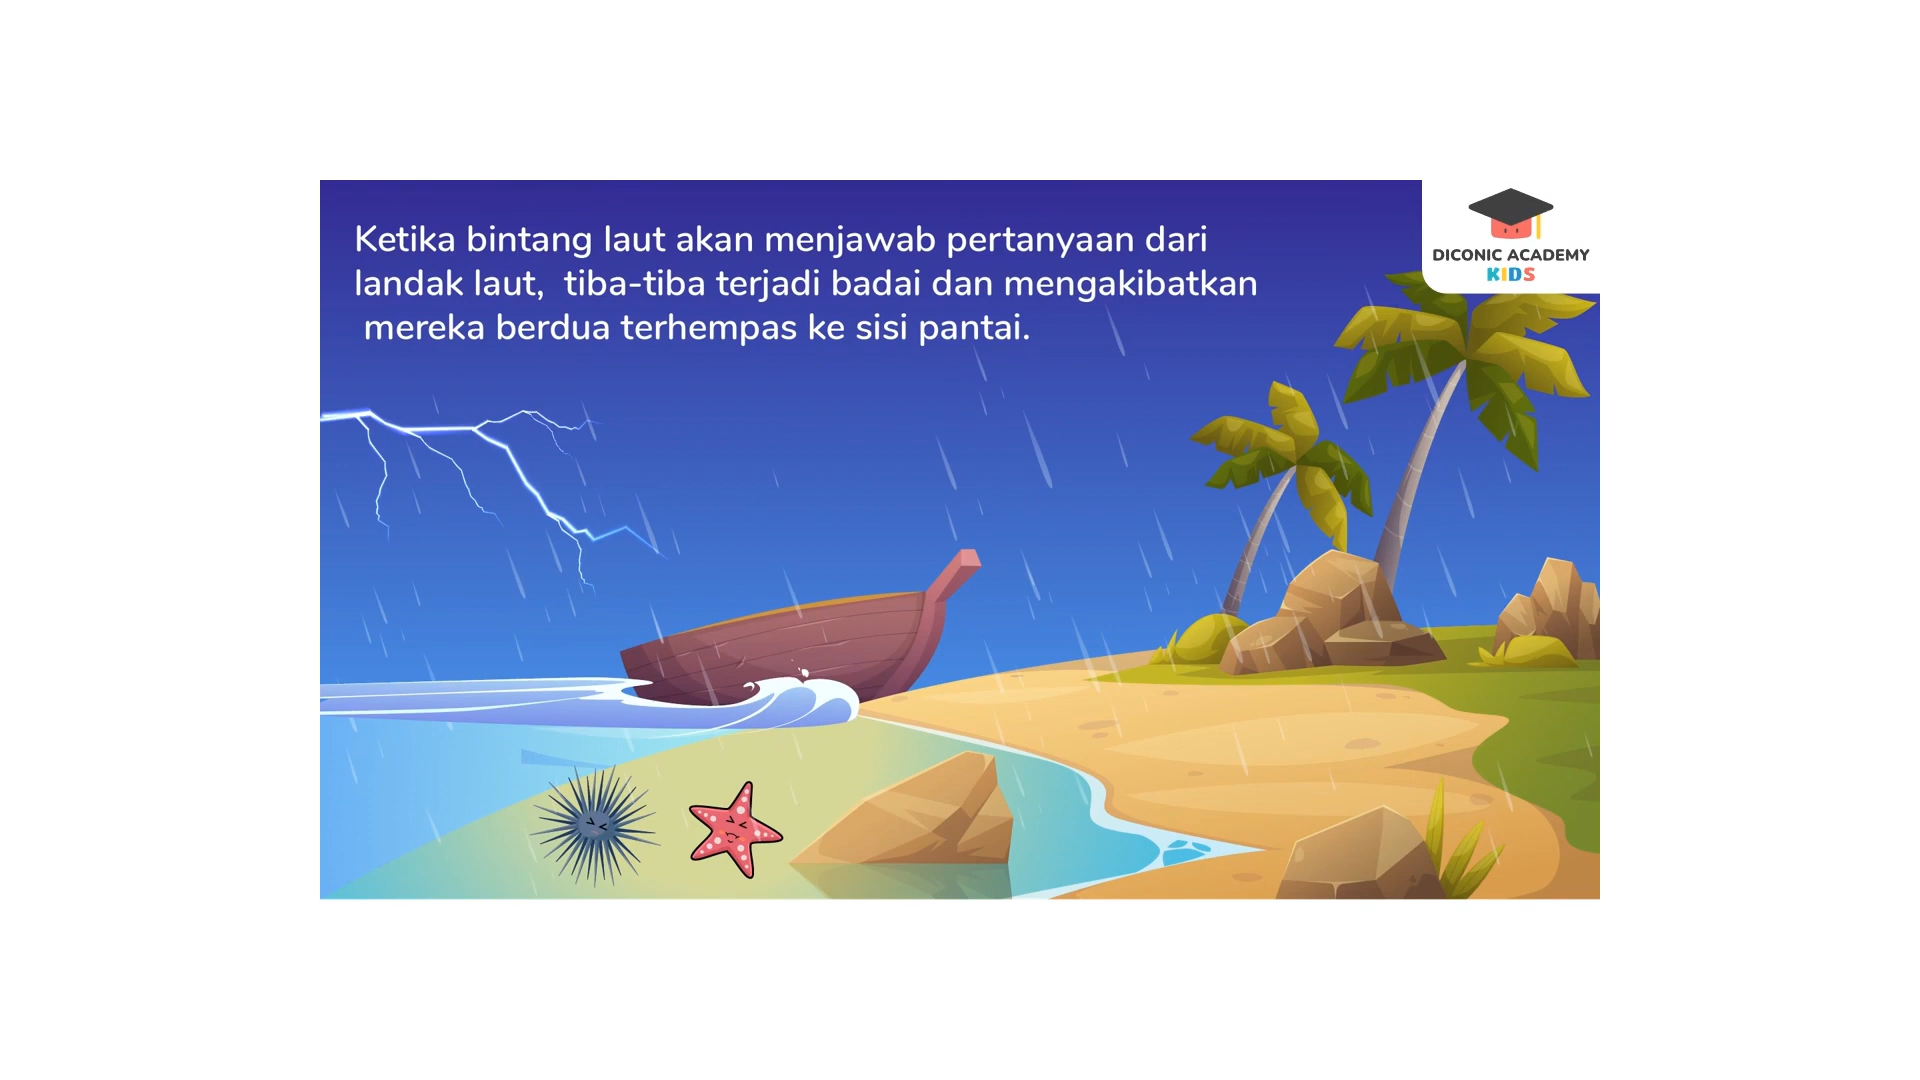 Ketika bintang laut akan menjawab pertanyaan dari
landak laut, tiba-tiba terjadi badai dan mengakibatkan
mereka berdua terhempas ke sisi pantai.
DICONIC ACADEMY
KIDS